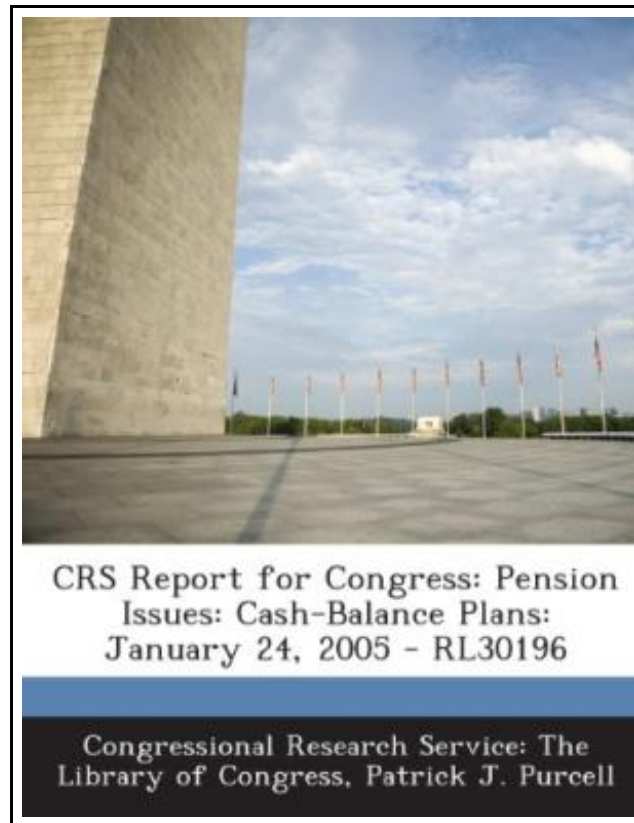 CRS Report for Congress: Pension
Issues: Cash-Balance Plans:
January 24, 2005 - RL30196
Congressional Research Service: The
Library of Congress, Patrick J. Purcell